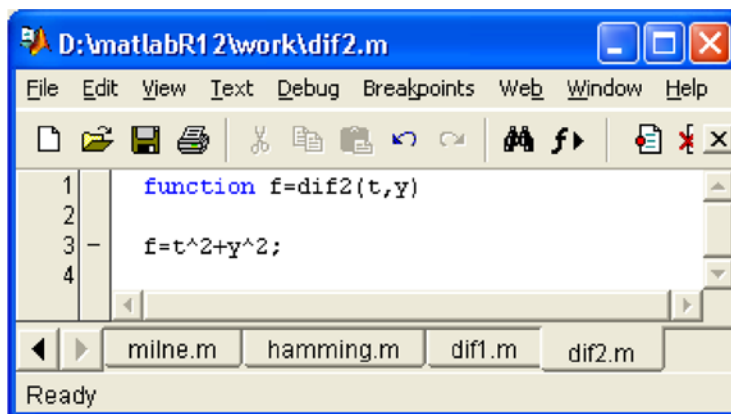 D:\matlabR12\work\dif2.m
File Edit View Text Debug Breakpoints Web Window Help
1 function f=dif2(t,y)
2
3 – f=t^2+y^2;
4
milne.m hamming.m dif1.m dif2.m
Ready